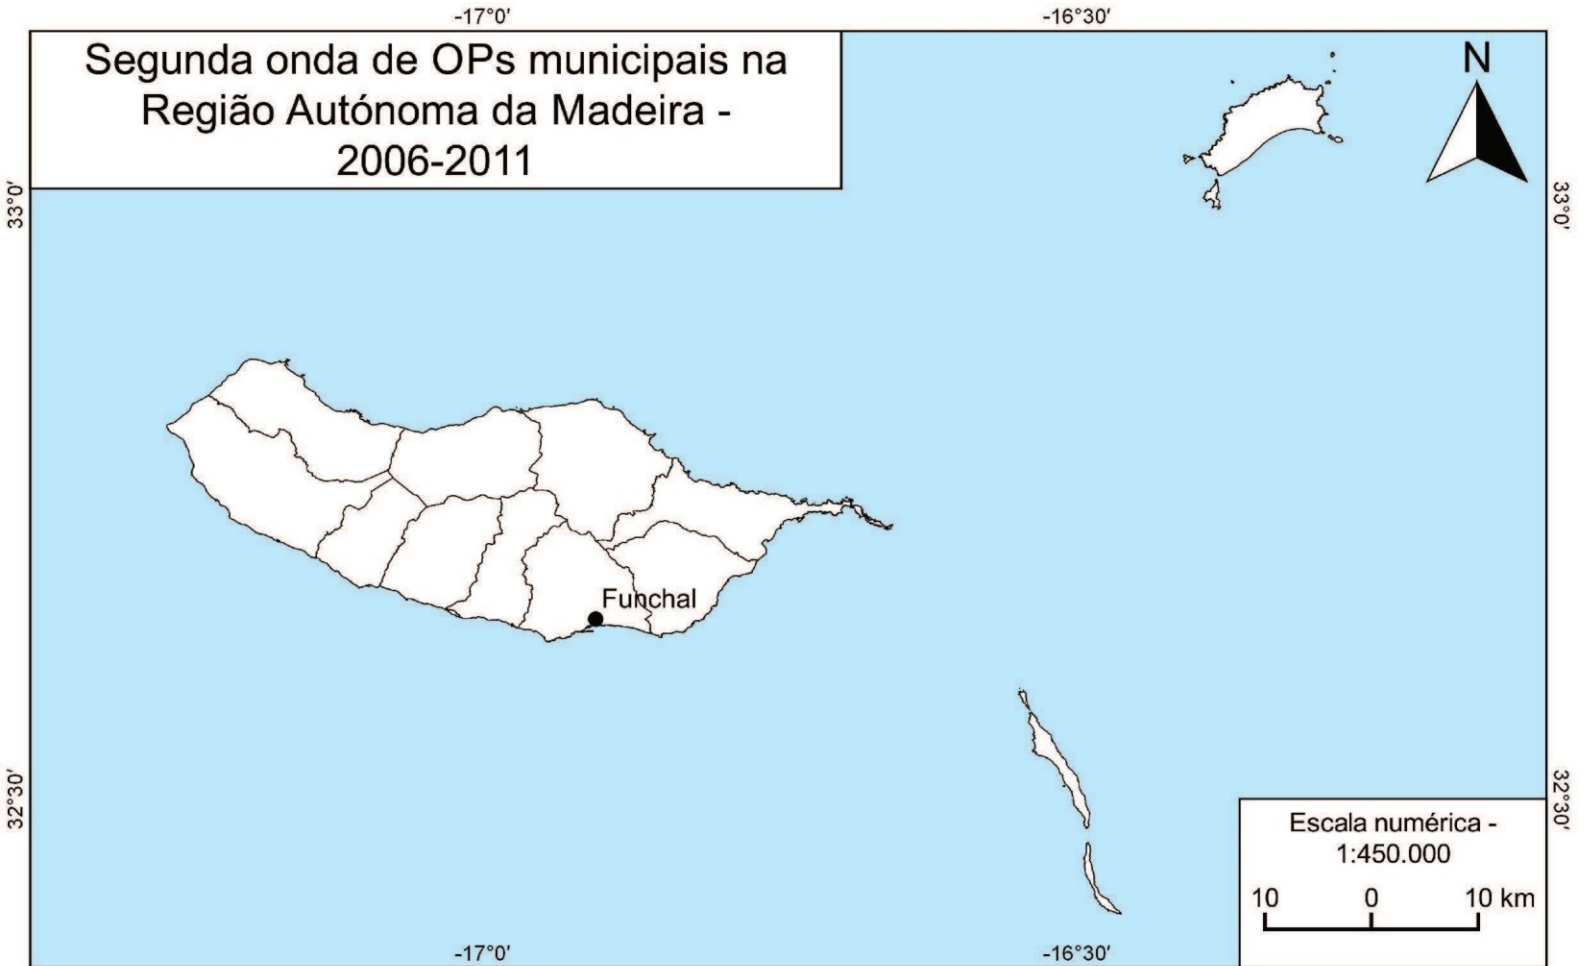 -17°0′
-16°30′
Segunda onda de OPs municipais na
Região Autónoma da Madeira -
2006-2011
N
33°0′
33°0′
Funchal
32°30′
32°30′
Escala numérica -
1:450.000
10 0 10 km
-17°0′
-16°30′